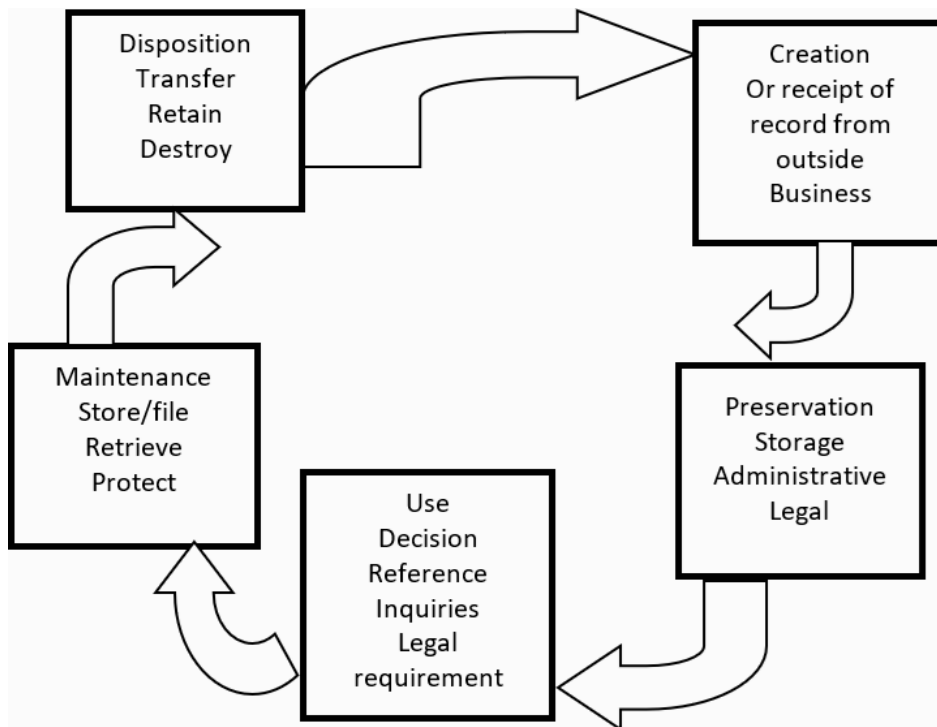 Disposition
Transfer
Retain
Destroy
Creation
Or receipt of
record from
outside
Business
Preservation
Storage
Administrative
Legal
Use
Decision
Reference
Inquiries
Legal
requirement
Maintenance
Store/file
Retrieve
Protect